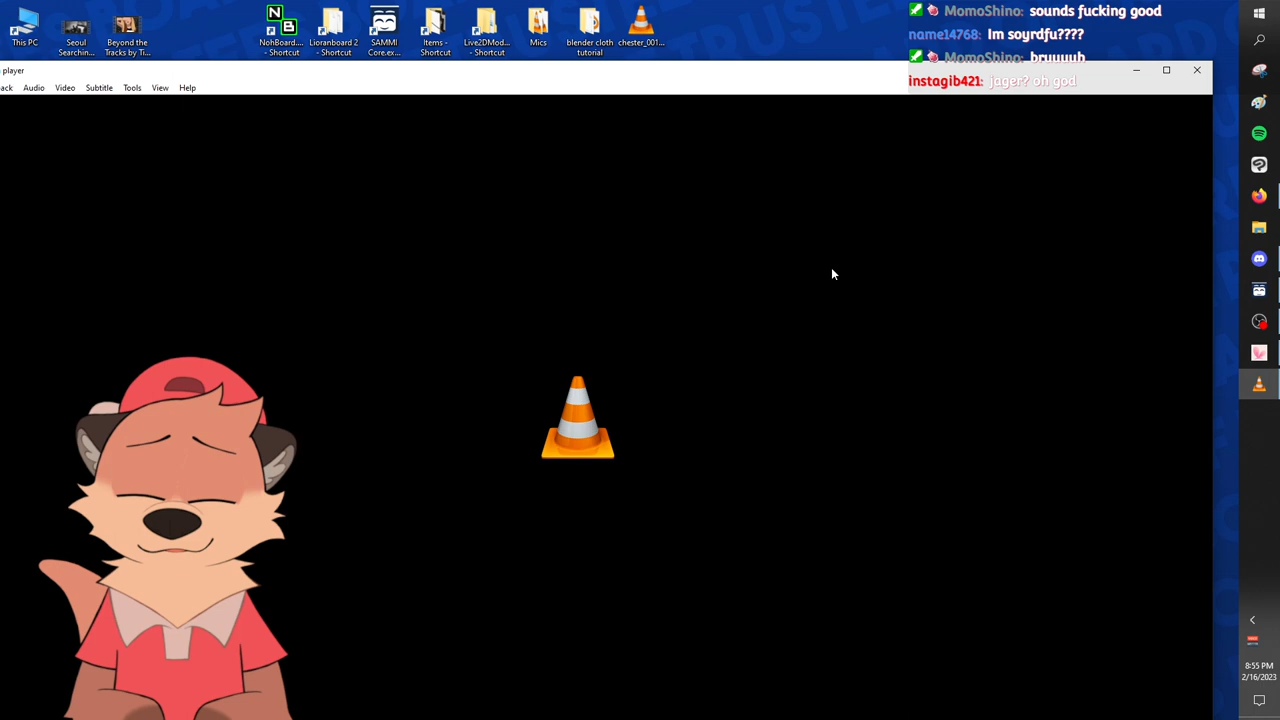 This PC
Seoul Searchin...
Beyond the Tracks by Ti...
N B
NohBoard.... - Shortcut
Lioranboard 2 - Shortcut
SAMMI Core.ex...
Items - Shortcut
Live2DMod... - Shortcut
Mics
blender cloth tutorial
chester_001...
MomoShino: sounds fucking good
name14768: Im soyrdfu????
MomoShino: bruuuuh
instagib421: jager? oh god
player
ack Audio Video Subtitle Tools View Help
8:55 PM
2/16/2023